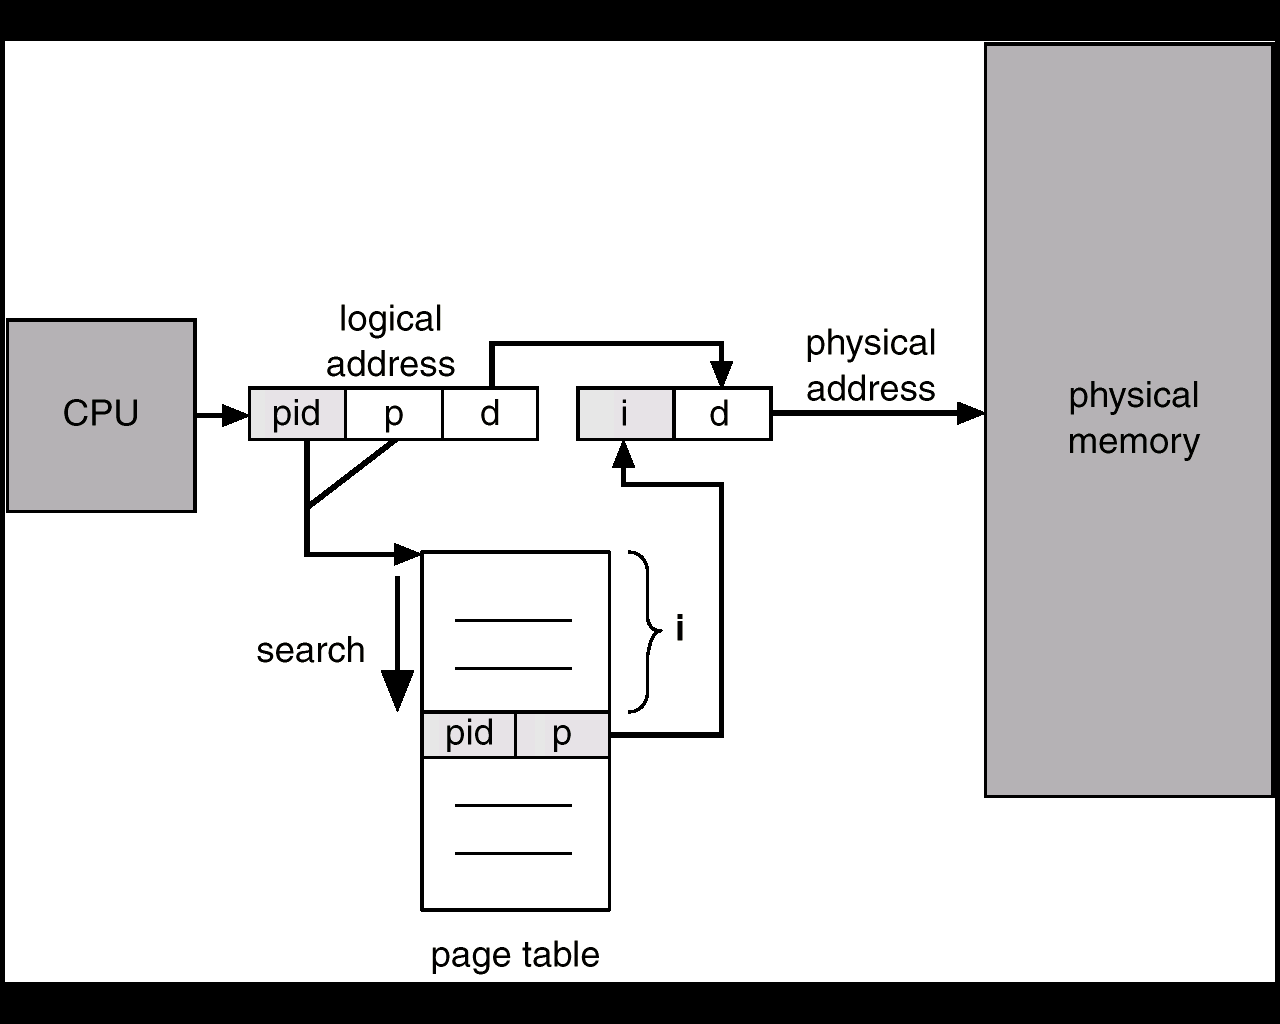 logical
address
physical
address
CPU
pid p d
i d
physical
memory
search
i
pid p
page table